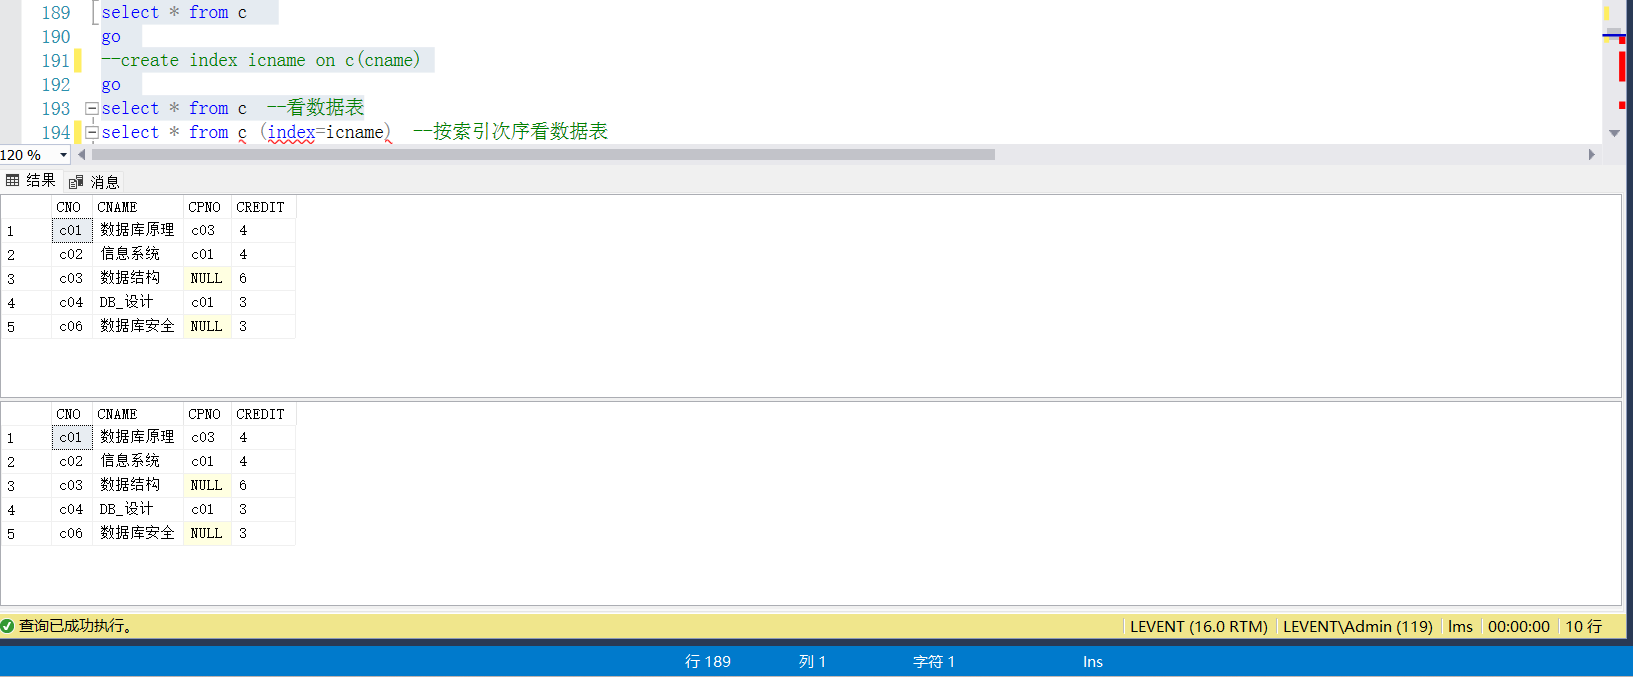 189 select * from c
190 go
191 --create index icname on c(cname)
192 go
193 select * from c --看数据表
194 select * from c (index=icname) --按索引次序看数据表
120 %
结果 消息
CNO CNAME CPNO CREDIT
1 c01 数据库原理 c03 4
2 c02 信息系统 c01 4
3 c03 数据结构 NULL 6
4 c04 DB_设计 c01 3
5 c06 数据库安全 NULL 3
CNO CNAME CPNO CREDIT
1 c01 数据库原理 c03 4
2 c02 信息系统 c01 4
3 c03 数据结构 NULL 6
4 c04 DB_设计 c01 3
5 c06 数据库安全 NULL 3
查询已成功执行。 LEVENT (16.0 RTM) LEVENT\Admin (119) lms 00:00:00 10 行
行 189 列 1 字符 1 Ins